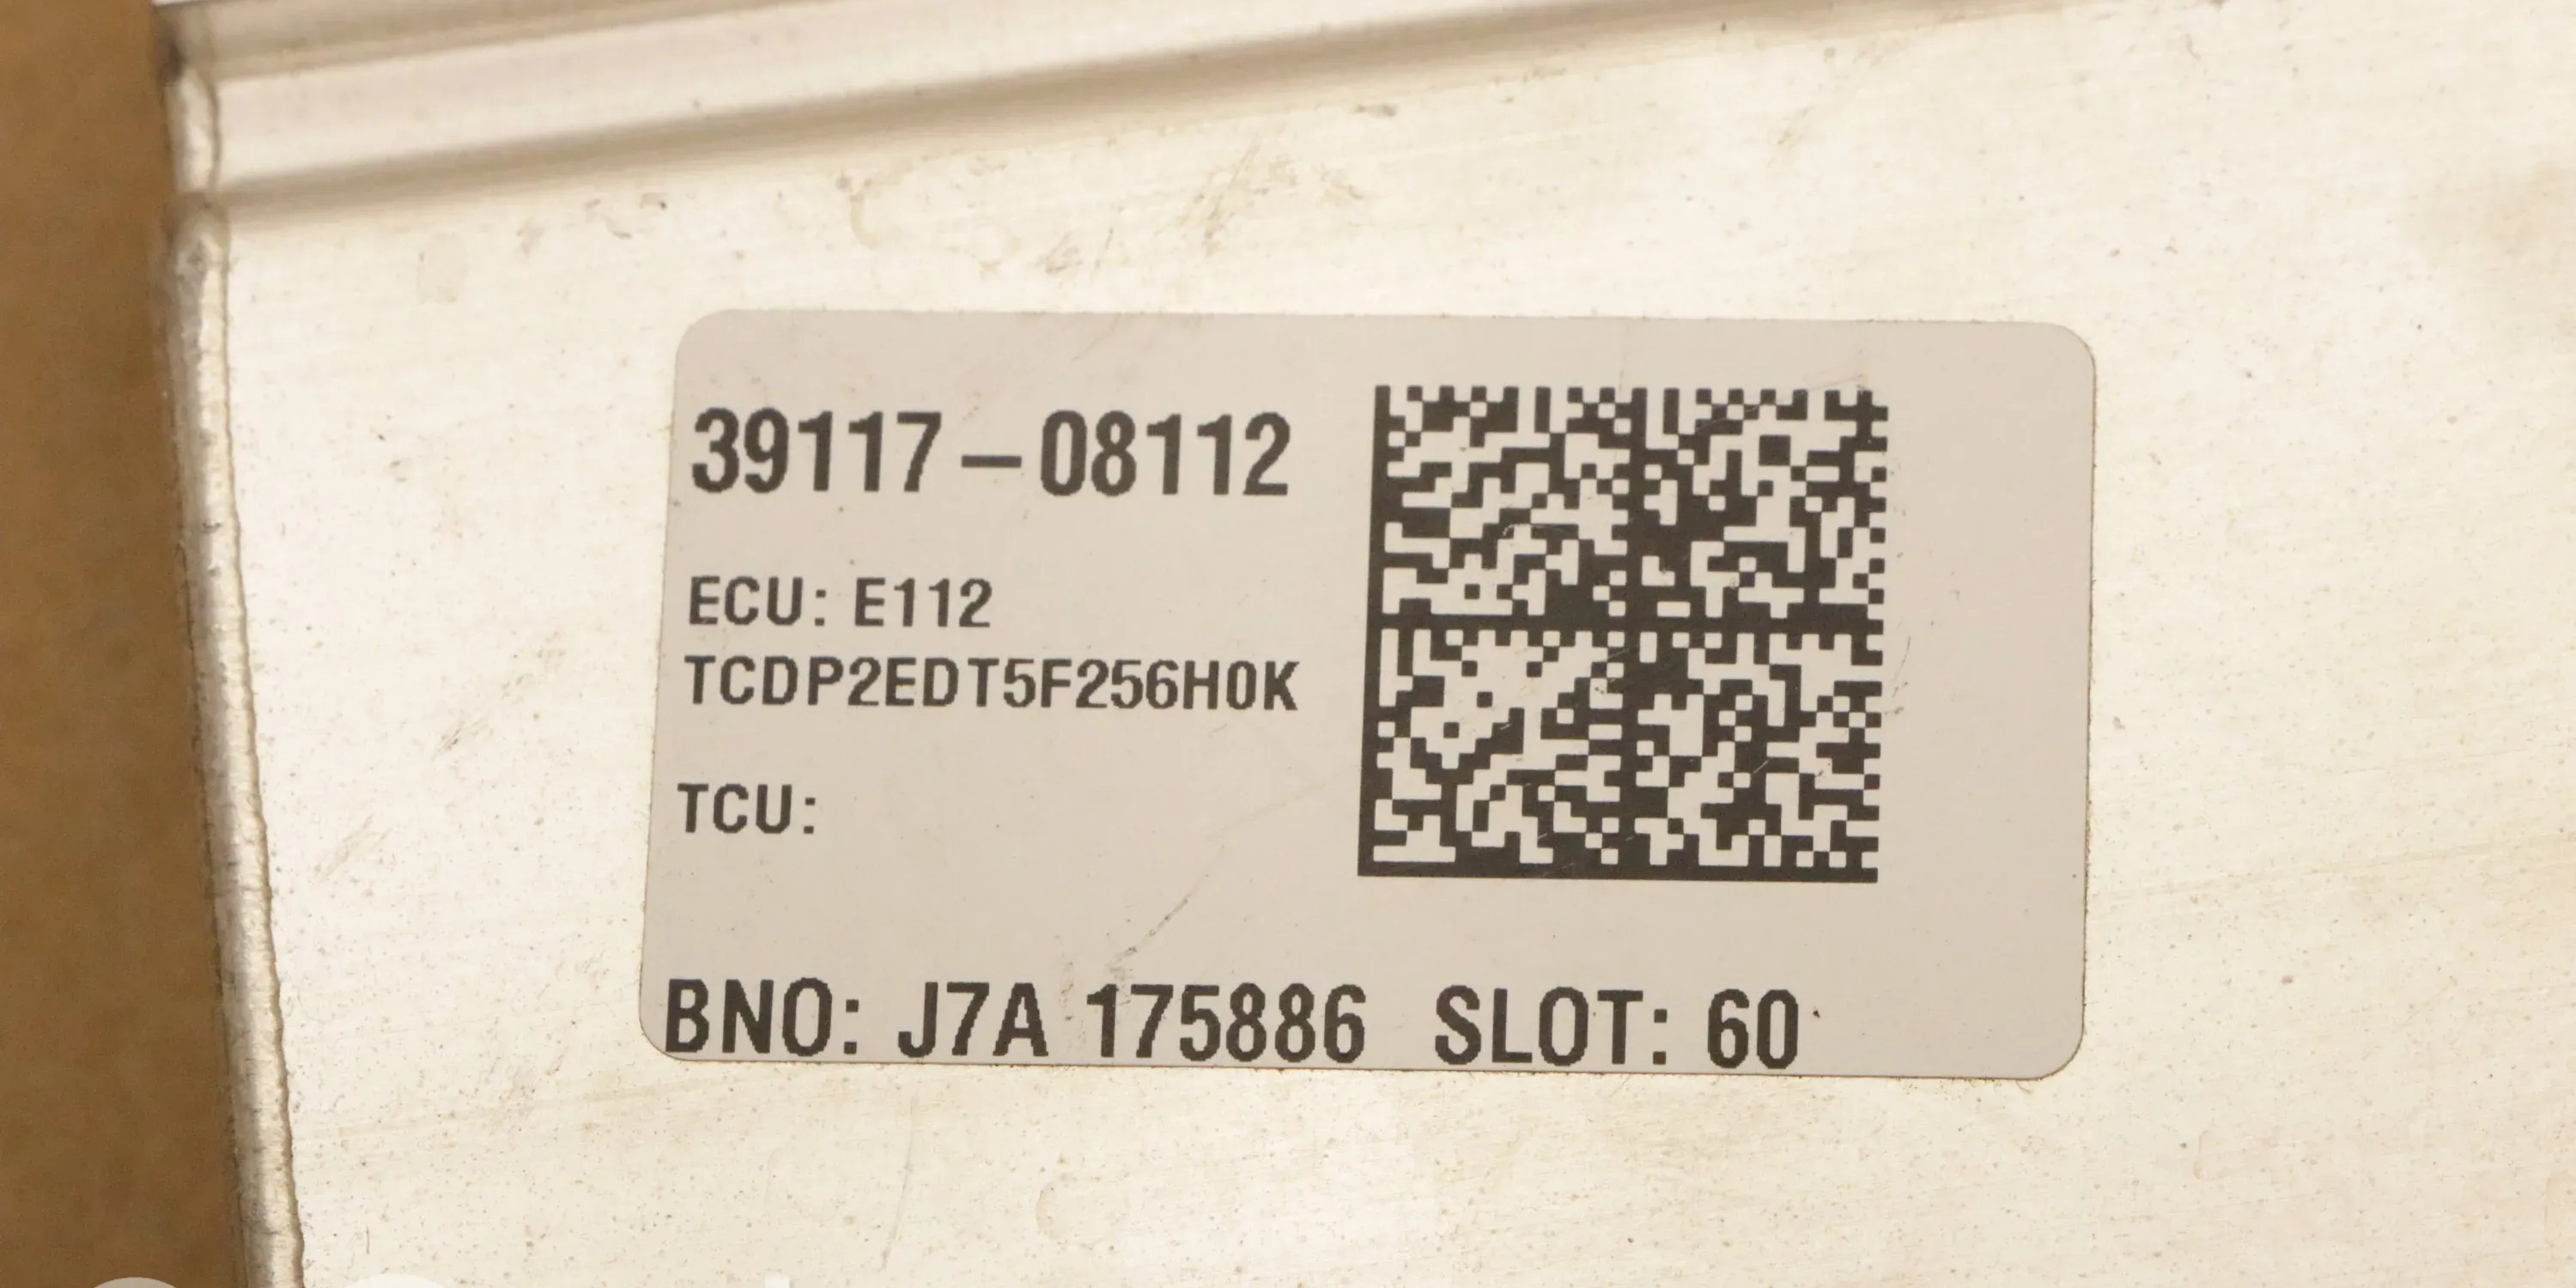 39117-08112
ECU: E112
TCDP2EDT5F256H0K
TCU:
BNO: J7A 175886 SLOT: 60